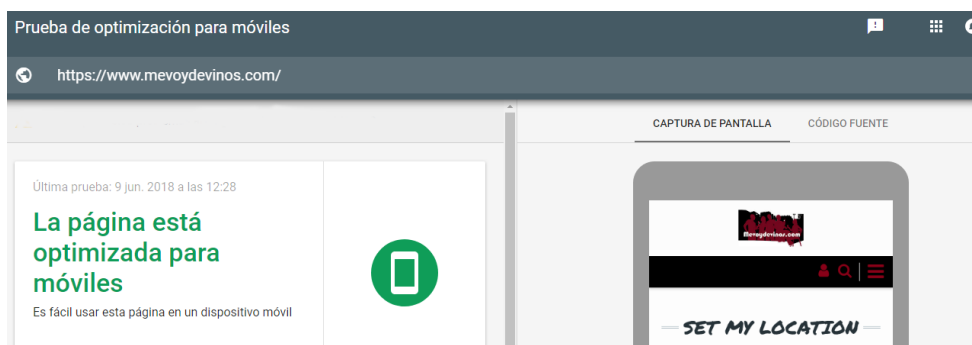 Prueba de optimización para móviles
https://www.mevoydevinos.com/
CAPTURA DE PANTALLA
CÓDIGO FUENTE
Última prueba: 9 jun. 2018 a las 12:28
La página está
optimizada para
móviles
Es fácil usar esta página en un dispositivo móvil
Mevoydevinos.com
SET MY LOCATION